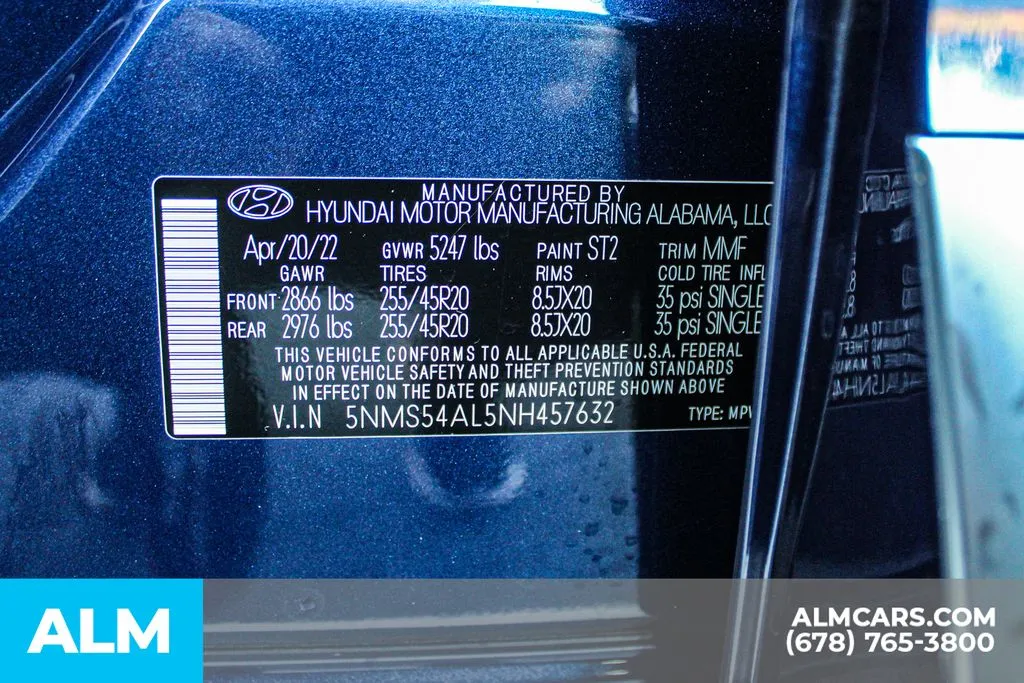 MANUFACTURED BY
HYUNDAI MOTOR MANUFACTURING ALABAMA, LLC
Apr/20/22 GVWR 5247 lbs PAINT ST2 TRIM MMF
GAWR TIRES RIMS COLD TIRE INFL
FRONT 2866 lbs 255/45R20 8.5JX20 35 psi SINGLE
REAR 2976 lbs 255/45R20 8.5JX20 35 psi SINGLE
THIS VEHICLE CONFORMS TO ALL APPLICABLE U.S.A. FEDERAL
MOTOR VEHICLE SAFETY AND THEFT PREVENTION STANDARDS
IN EFFECT ON THE DATE OF MANUFACTURE SHOWN ABOVE
V.I.N 5NMS54AL5NH457632 TYPE: MPV
ALM
ALMCARS.COM
(678) 765-3800